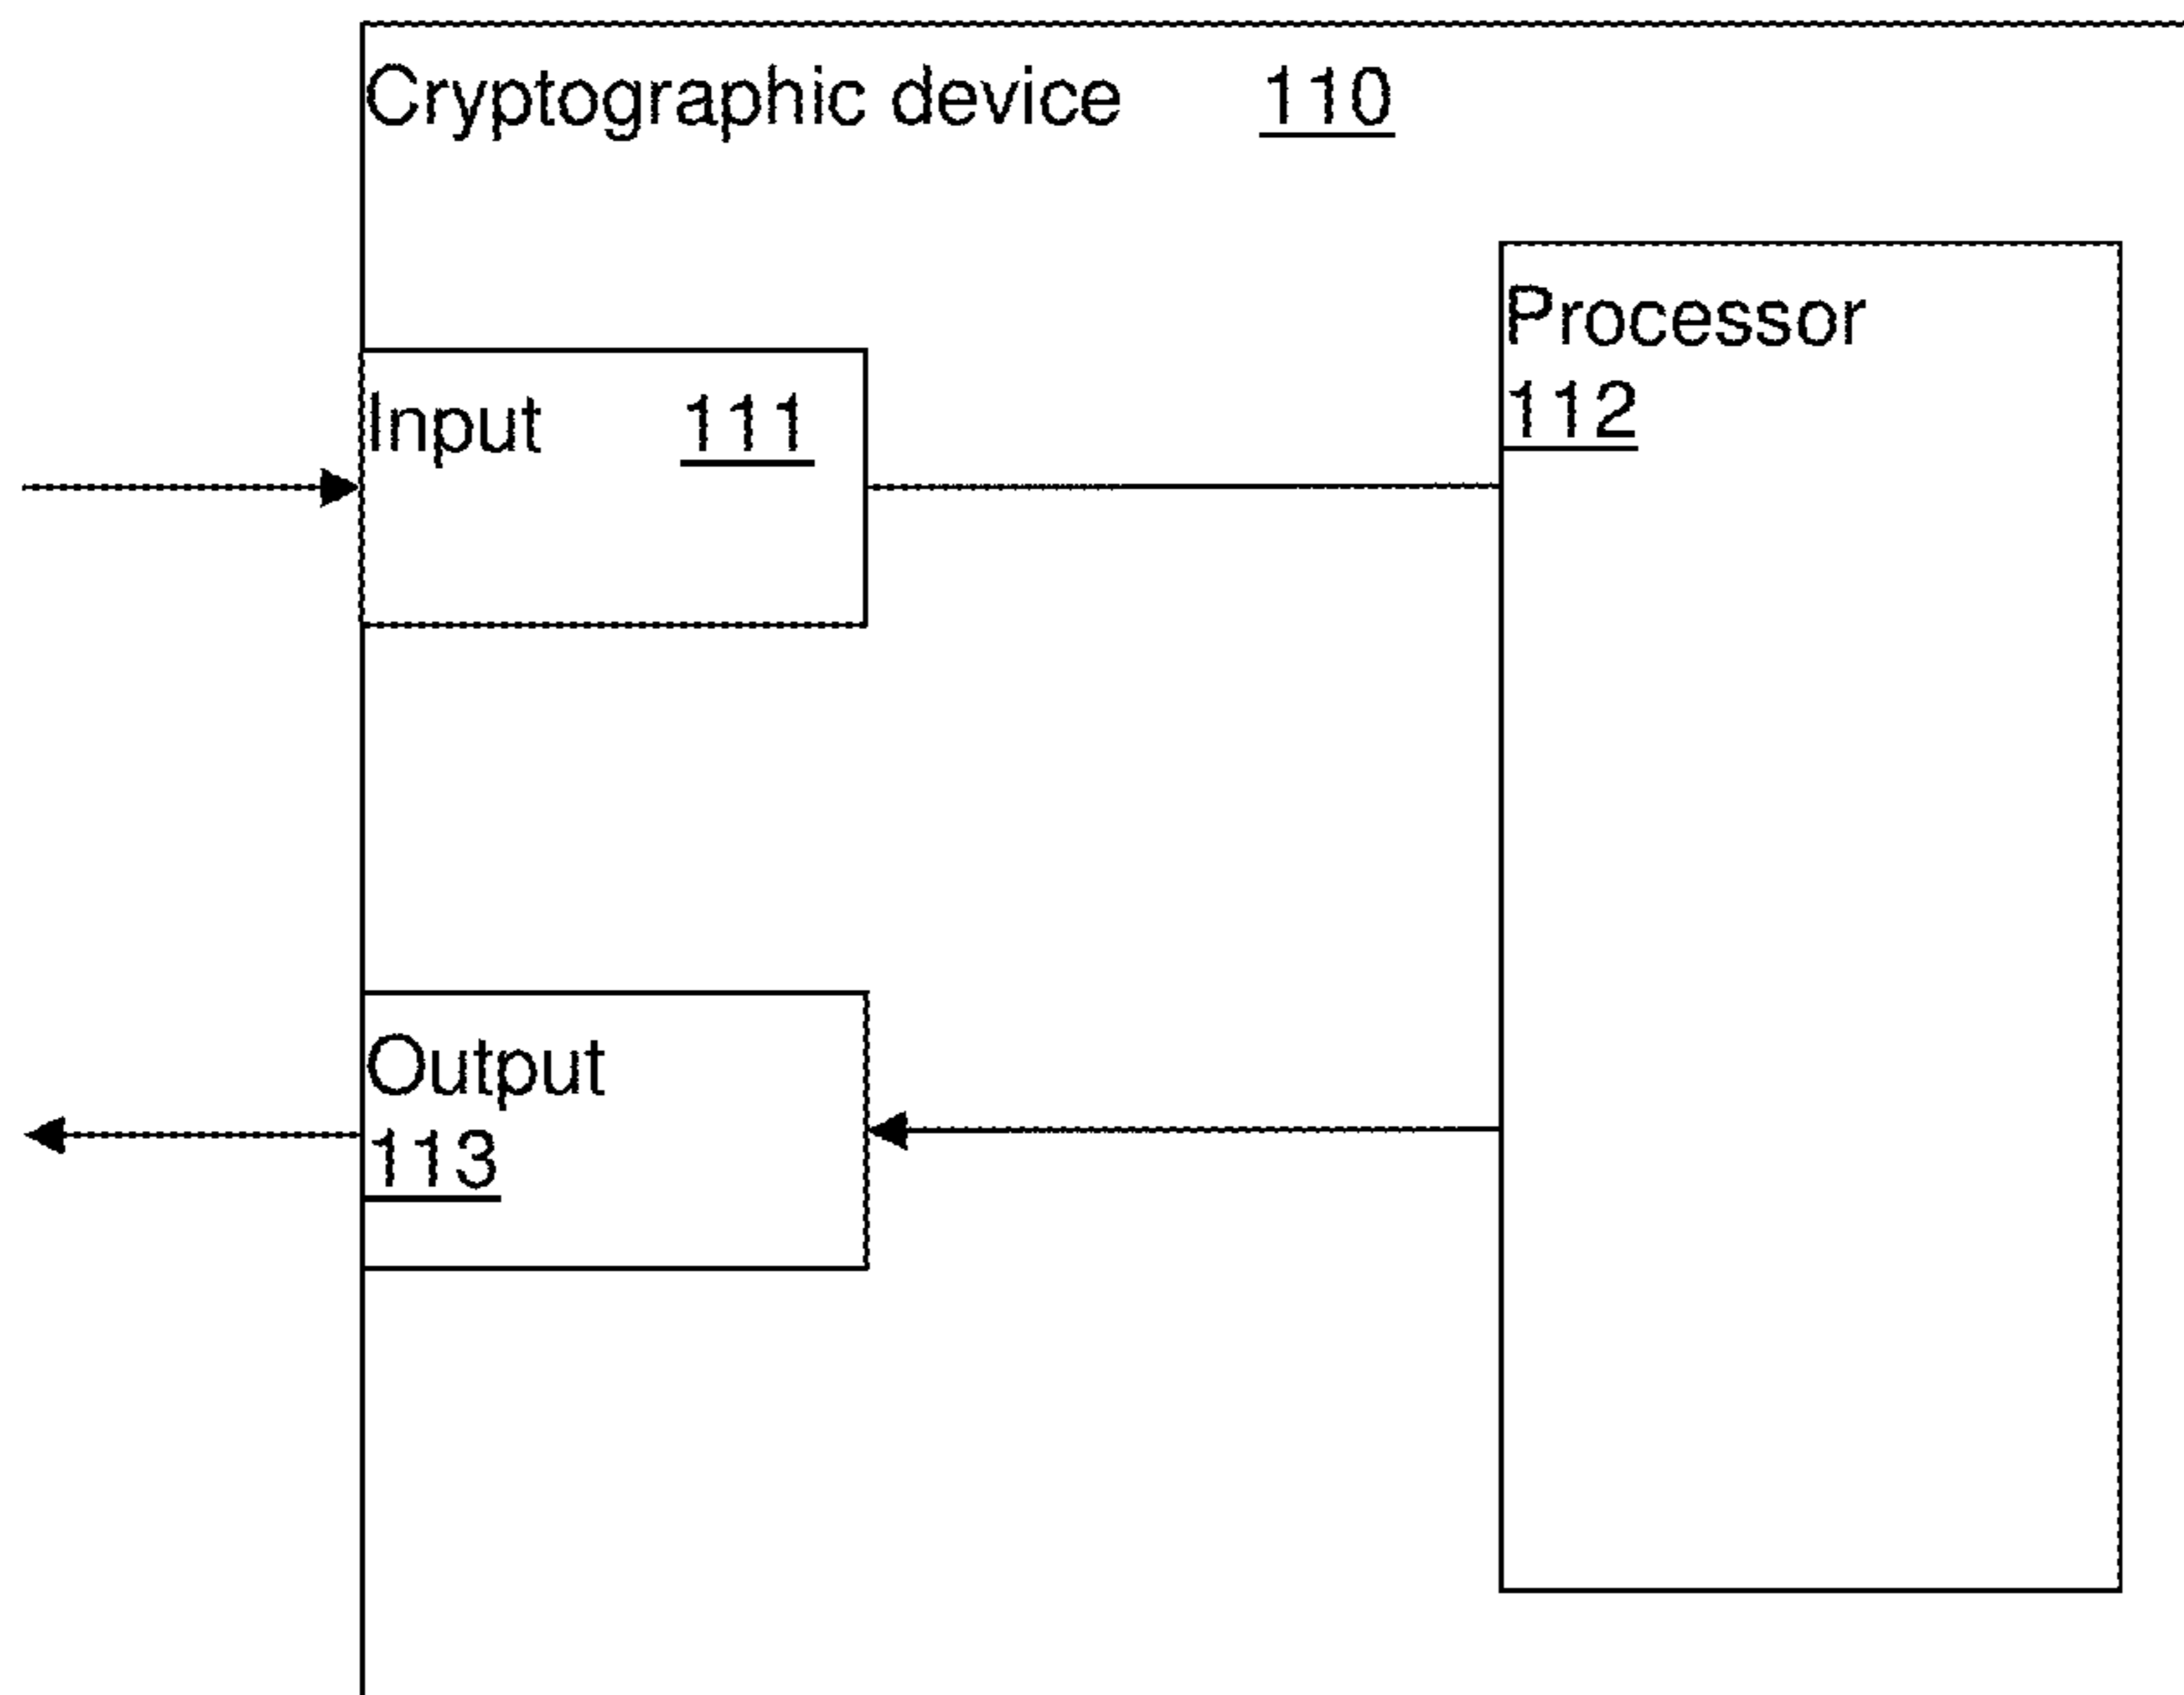 Cryptographic device 110
Processor
112
Input 111
Output
113